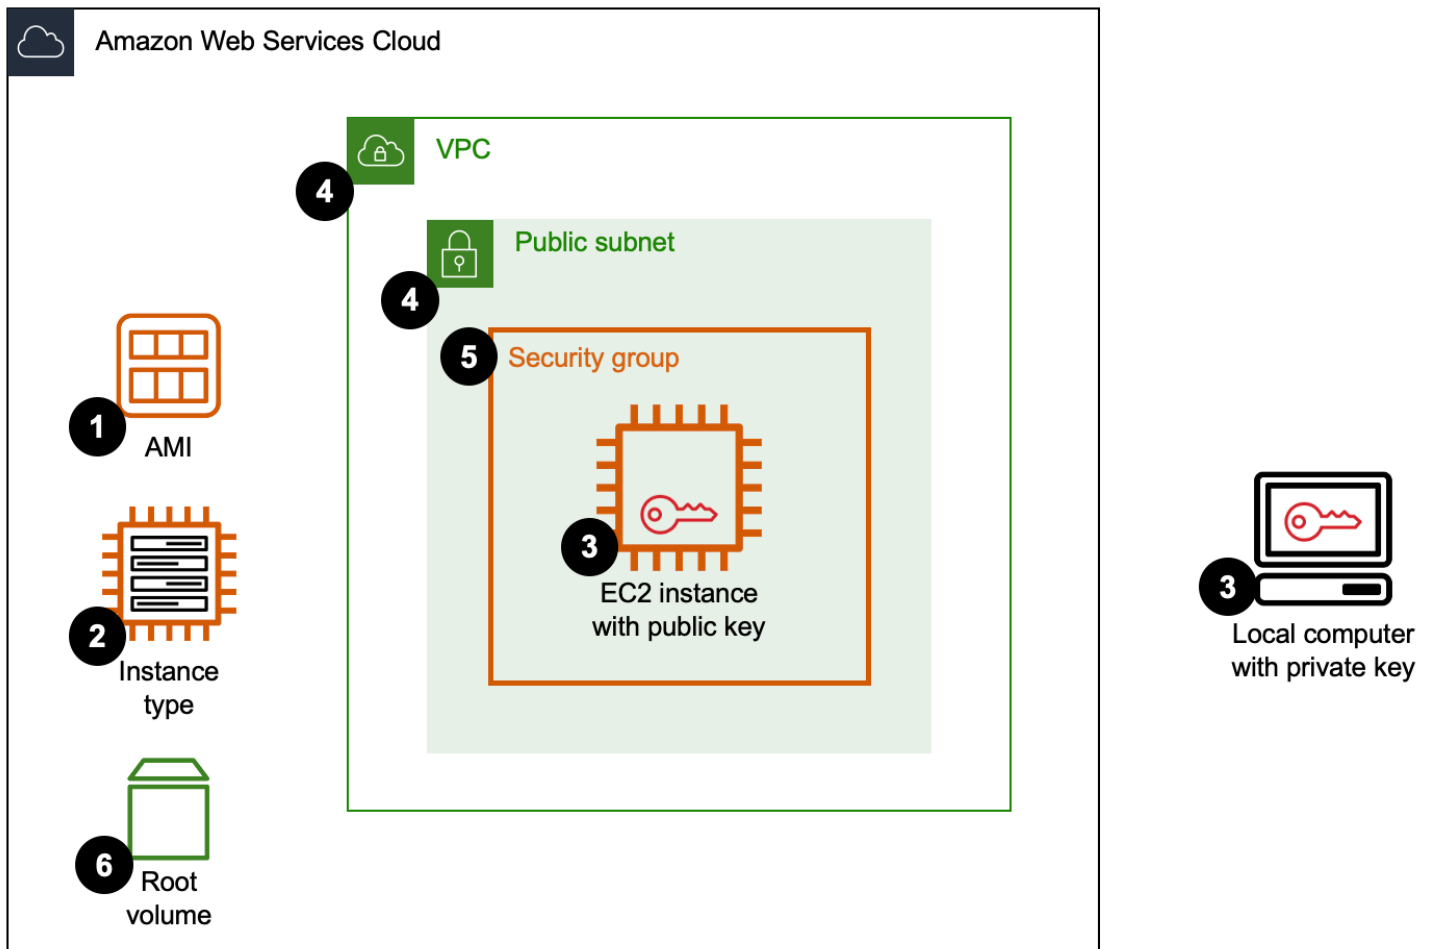 Amazon Web Services Cloud
VPC
4
Public subnet
4
5
Security group
1
AMI
3
EC2 instance
with public key
2
Instance
type
3
Local computer
with private key
6
Root
volume